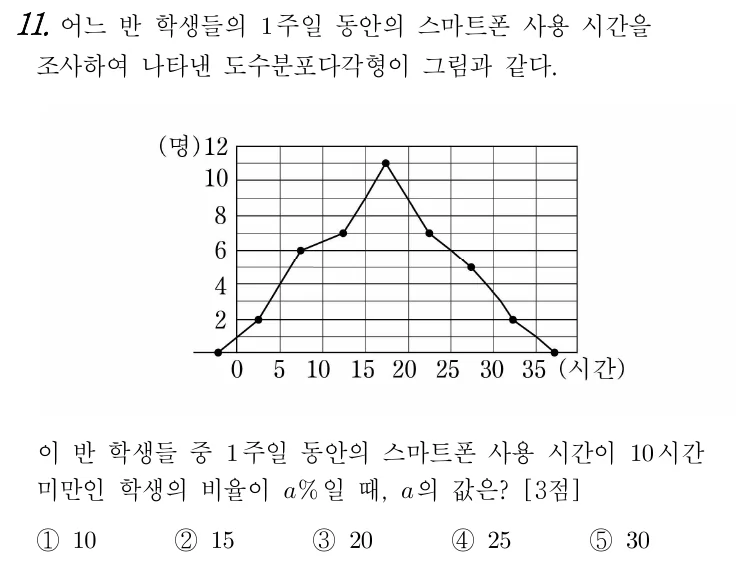 11. 어느 반 학생들의 1주일 동안의 스마트폰 사용 시간을
조사하여 나타낸 도수분포다각형이 그림과 같다.
(명) 12
10
8
6
4
2
0 5 10 15 20 25 30 35 (시간)
이 반 학생들 중 1주일 동안의 스마트폰 사용 시간이 10시간
미만인 학생의 비율이 a%일 때, a의 값은? [3점]
① 10 ② 15 ③ 20 ④ 25 ⑤ 30